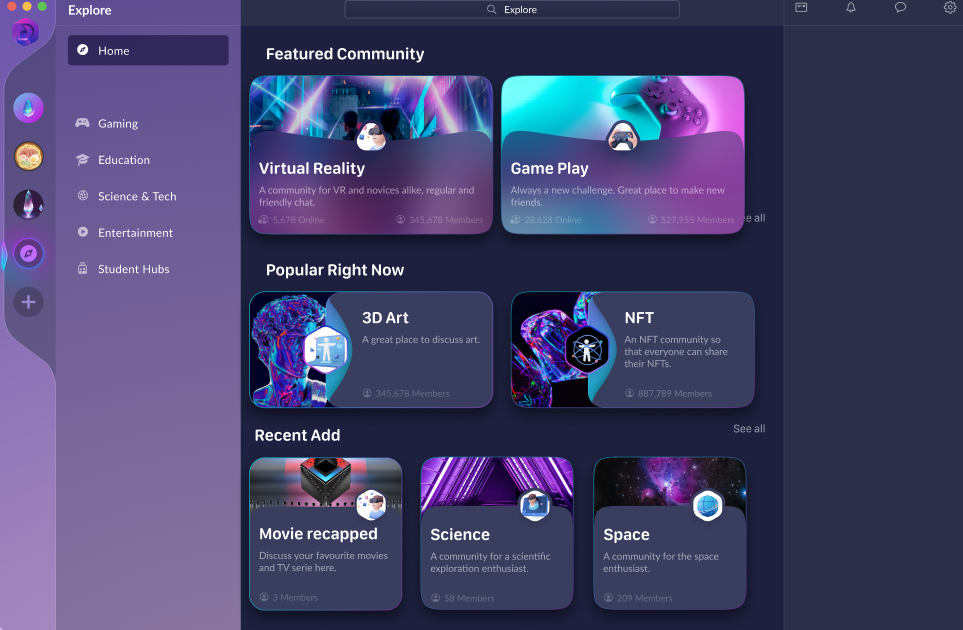 Explore
Explore
Home
Gaming
Education
Science & Tech
Entertainment
Student Hubs
Featured Community
Virtual Reality
A community for VR and novices alike, regular and
friendly chat.
5,678 Online
345,678 Members
Game Play
Always a new challenge. Great place to make new
friends.
28,628 Online
527,955 Members
ee all
Popular Right Now
3D Art
A great place to discuss art.
345,678 Members
NFT
An NFT community so
that everyone can share
their NFTs.
887,789 Members
See all
Recent Add
Movie recapped
Discuss your favourite movies
and TV serie here.
3 Members
Science
A community for a scientific
exploration enthusiast.
58 Members
Space
A community for the space
enthusiast.
209 Members